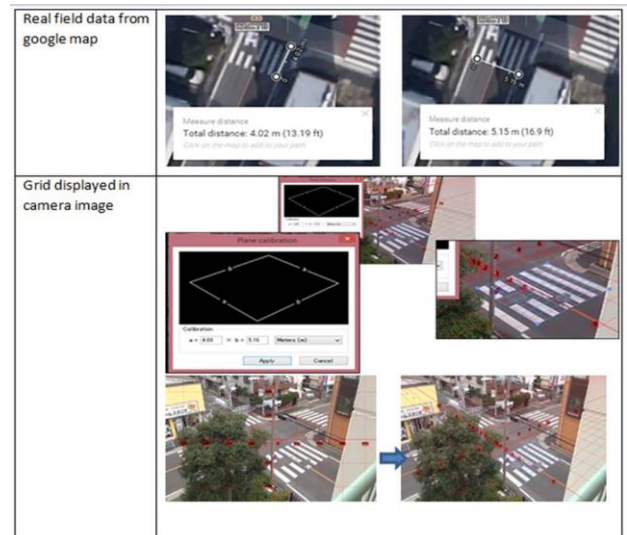 Real field data from
google map
Measure distance
Total distance: 4.02 m (13.19 ft)
Click on the map to add to your path
Measure distance
Total distance: 5.15 m (16.9 ft)
Click on the map to add to your path
Grid displayed in
camera image
Plane calibration
Calibration
Meters (m)
Apply
Cancel